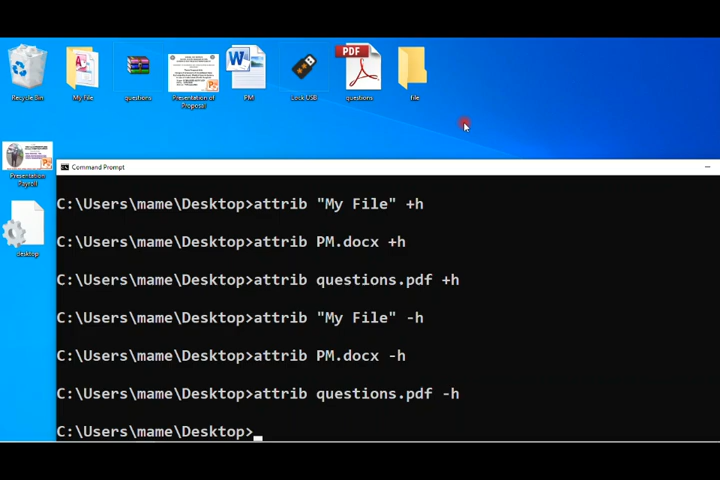 PDF
Recycle Bin
My File
questions
Presentation of Proposal
PM
Lock USB
questions
file
Presentation Payroll
desktop
Command Prompt
C:\Users\mame\Desktop>attrib "My File" +h
C:\Users\mame\Desktop>attrib PM.docx +h
C:\Users\mame\Desktop>attrib questions.pdf +h
C:\Users\mame\Desktop>attrib "My File" -h
C:\Users\mame\Desktop>attrib PM.docx -h
C:\Users\mame\Desktop>attrib questions.pdf -h
C:\Users\mame\Desktop>